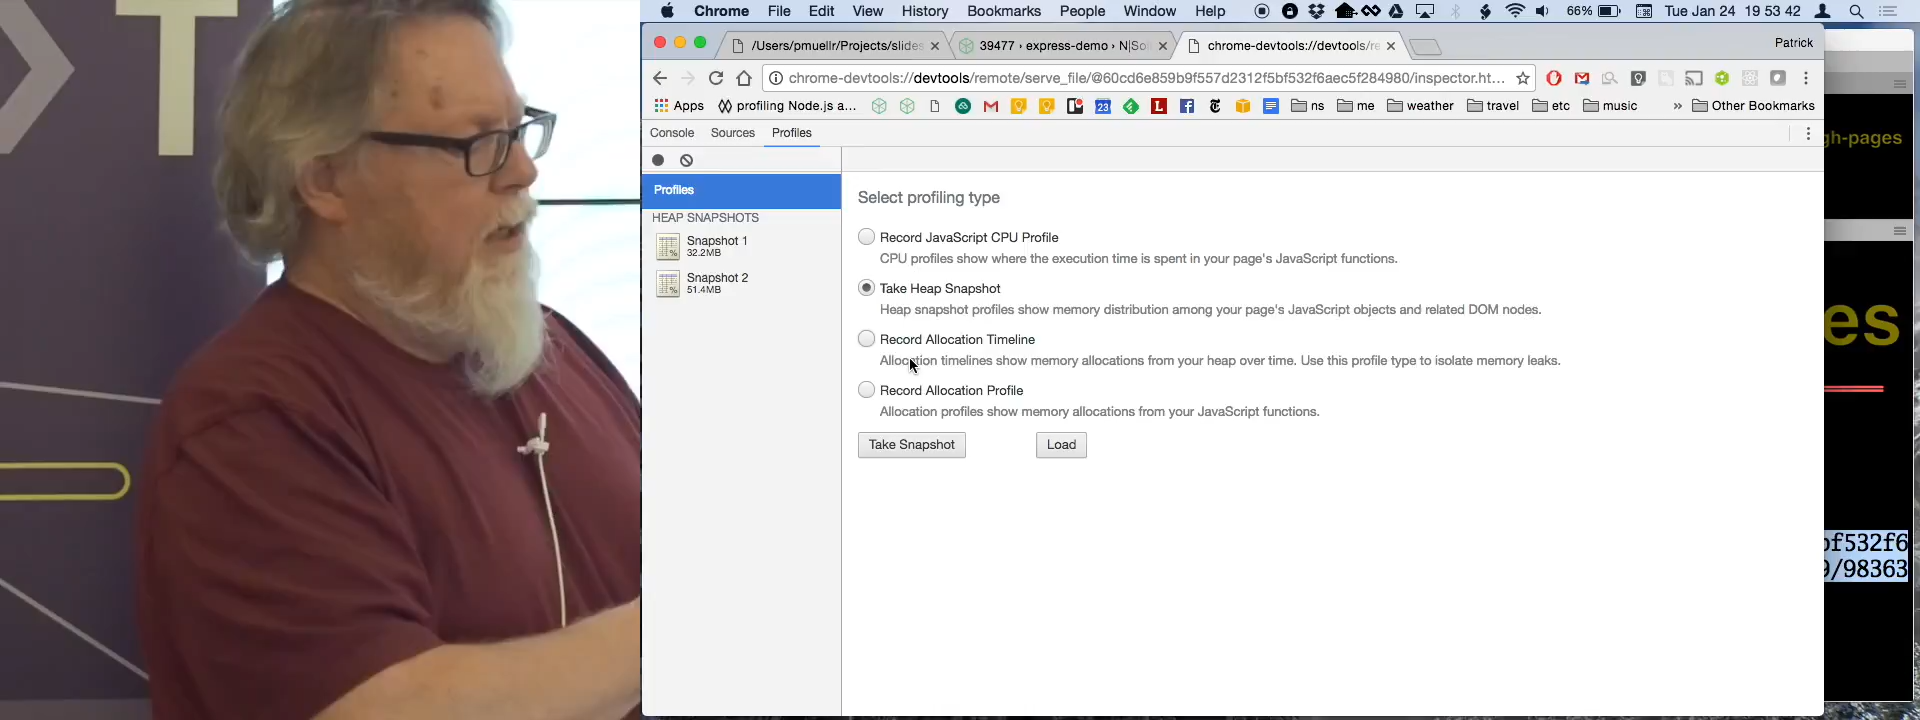 T
Chrome File Edit View History Bookmarks People Window Help 66% Tue Jan 24 19 53 42
/Users/pmuellr/Projects/slides
39477 › express-demo › N|So
chrome-devtools://devtools/re
Patrick
chrome-devtools://devtools/remote/serve_file/@60cd6e859b9f557d2312f5bf532f6aec5f284980/inspector.ht...
Apps profiling Node.js a... 23 L ns me weather travel etc music » Other Bookmarks
Console Sources Profiles
gh-pages
Profiles
Select profiling type
HEAP SNAPSHOTS
Snapshot 1
32.2MB
Snapshot 2
51.4MB
Record JavaScript CPU Profile
CPU profiles show where the execution time is spent in your page's JavaScript functions.
Take Heap Snapshot
Heap snapshot profiles show memory distribution among your page's JavaScript objects and related DOM nodes.
Record Allocation Timeline
Allocation timelines show memory allocations from your heap over time. Use this profile type to isolate memory leaks.
Record Allocation Profile
Allocation profiles show memory allocations from your JavaScript functions.
Take Snapshot Load
es
bf532f6
9/98363